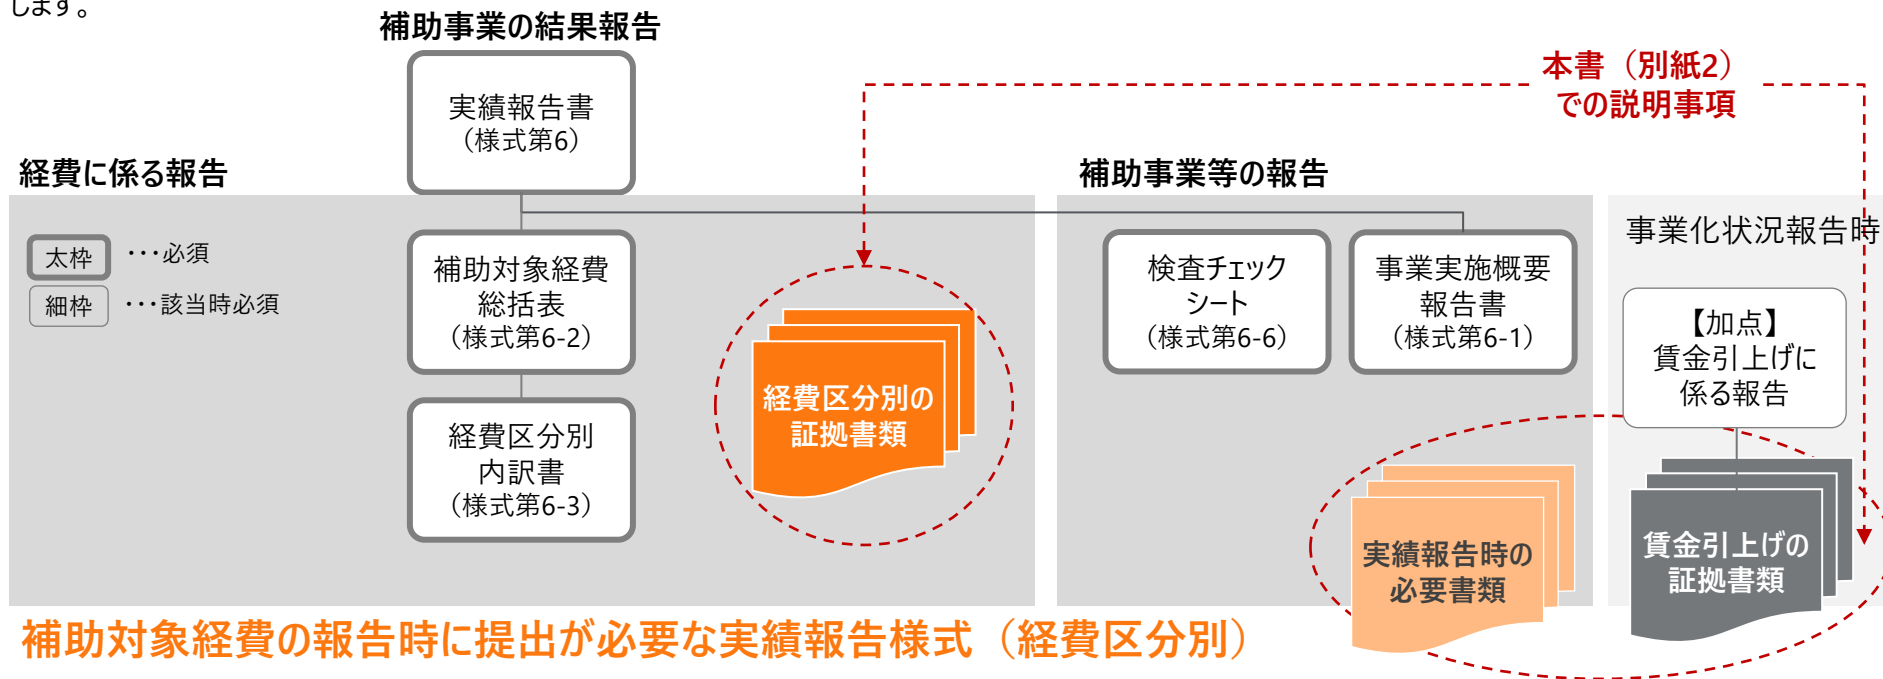 します。
補助事業の結果報告
実績報告書
（様式第6）
本書（別紙2）
での説明事項
経費に係る報告
補助事業等の報告
太枠
・・・必須
細枠
・・・該当時必須
補助対象経費
総括表
（様式第6-2）
経費区分別
内訳書
（様式第6-3）
経費区分別の
証拠書類
検査チェック
シート
（様式第6-6）
事業実施概要
報告書
（様式第6-1）
実績報告時の
必要書類
事業化状況報告時
【加点】
賃金引上げに
係る報告
賃金引上げの
証拠書類
補助対象経費の報告時に提出が必要な実績報告様式（経費区分別）